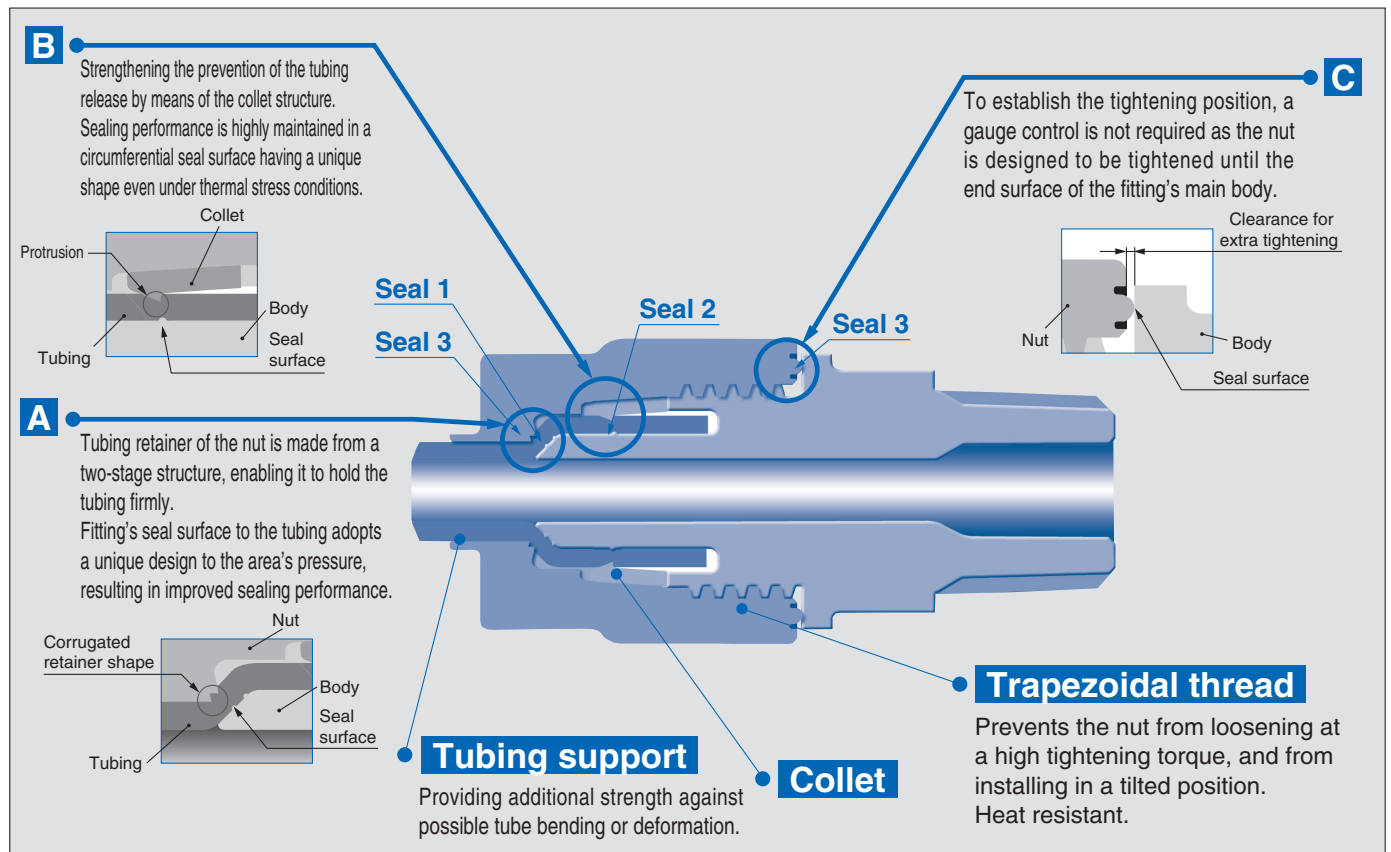 B
Strengthening the prevention of the tubing
release by means of the collet structure.
Sealing performance is highly maintained in a
circumferential seal surface having a unique
shape even under thermal stress conditions.
Collet
Protrusion
Body
Seal
surface
Tubing
C
To establish the tightening position, a
gauge control is not required as the nut
is designed to be tightened until the
end surface of the fitting's main body.
Clearance for
extra tightening
Nut
Body
Seal surface
Seal 1
Seal 2
Seal 3
Seal 3
A
Tubing retainer of the nut is made from a
two-stage structure, enabling it to hold the
tubing firmly.
Fitting's seal surface to the tubing adopts
a unique design to the area's pressure,
resulting in improved sealing performance.
Nut
Corrugated
retainer shape
Body
Seal
surface
Tubing
Tubing support
Providing additional strength against
possible tube bending or deformation.
Collet
Trapezoidal thread
Prevents the nut from loosening at
a high tightening torque, and from
installing in a tilted position.
Heat resistant.